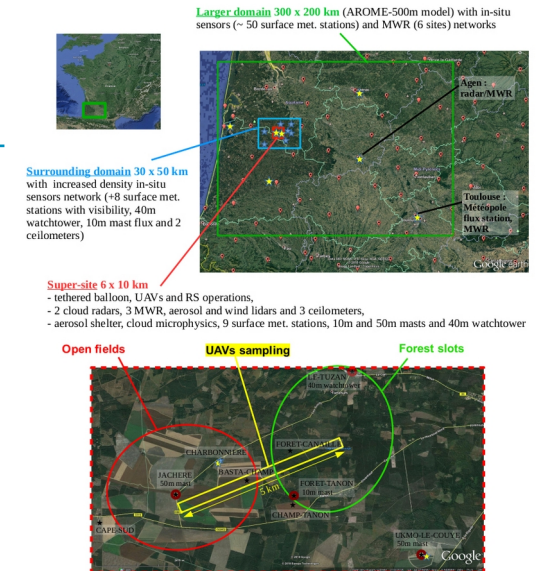 Larger domain 300 x 200 km (AROME-500m model) with in-situ
sensors (~ 50 surface met. stations) and MWR (6 sites) networks
Agen :
radar/MWR
Surrounding domain 30 x 50 km
with increased density in-situ
sensors network (+8 surface met.
stations with visibility, 40m
watchtower, 10m mast flux and 2
ceilometers)
Toulouse :
Météopole
flux station,
MWR
Google earth
Super-site 6 x 10 km
- tethered balloon, UAVs and RS operations,
- 2 cloud radars, 3 MWR, aerosol and wind lidars and 3 ceilometers,
- aerosol shelter, cloud microphysics, 9 surface met. stations, 10m and 50m masts and 40m watchtower
Open fields
UAVs sampling
Forest slots
LE-TUZAN
40m watchtower
CHARBONNIÈRE
FORET-CANAILLE
JACHERE
50m mast
BASTA-CHAMP
5 km
FORET-TANON
10m mast
CHAMP-TANON
CAPE-SUD
UKMO-LE-COUYE
50m mast
Google